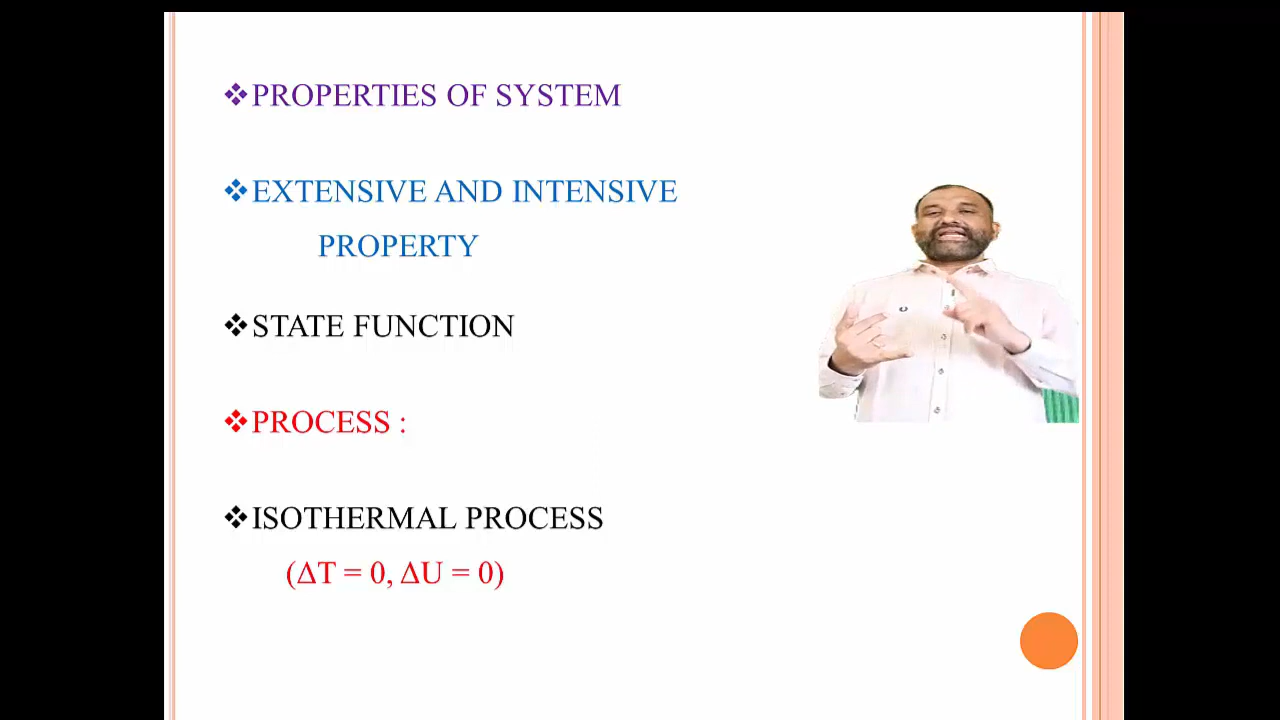 ❖PROPERTIES OF SYSTEM
❖EXTENSIVE AND INTENSIVE
PROPERTY
❖STATE FUNCTION
❖PROCESS :
❖ISOTHERMAL PROCESS
(ΔT = 0, ΔU = 0)